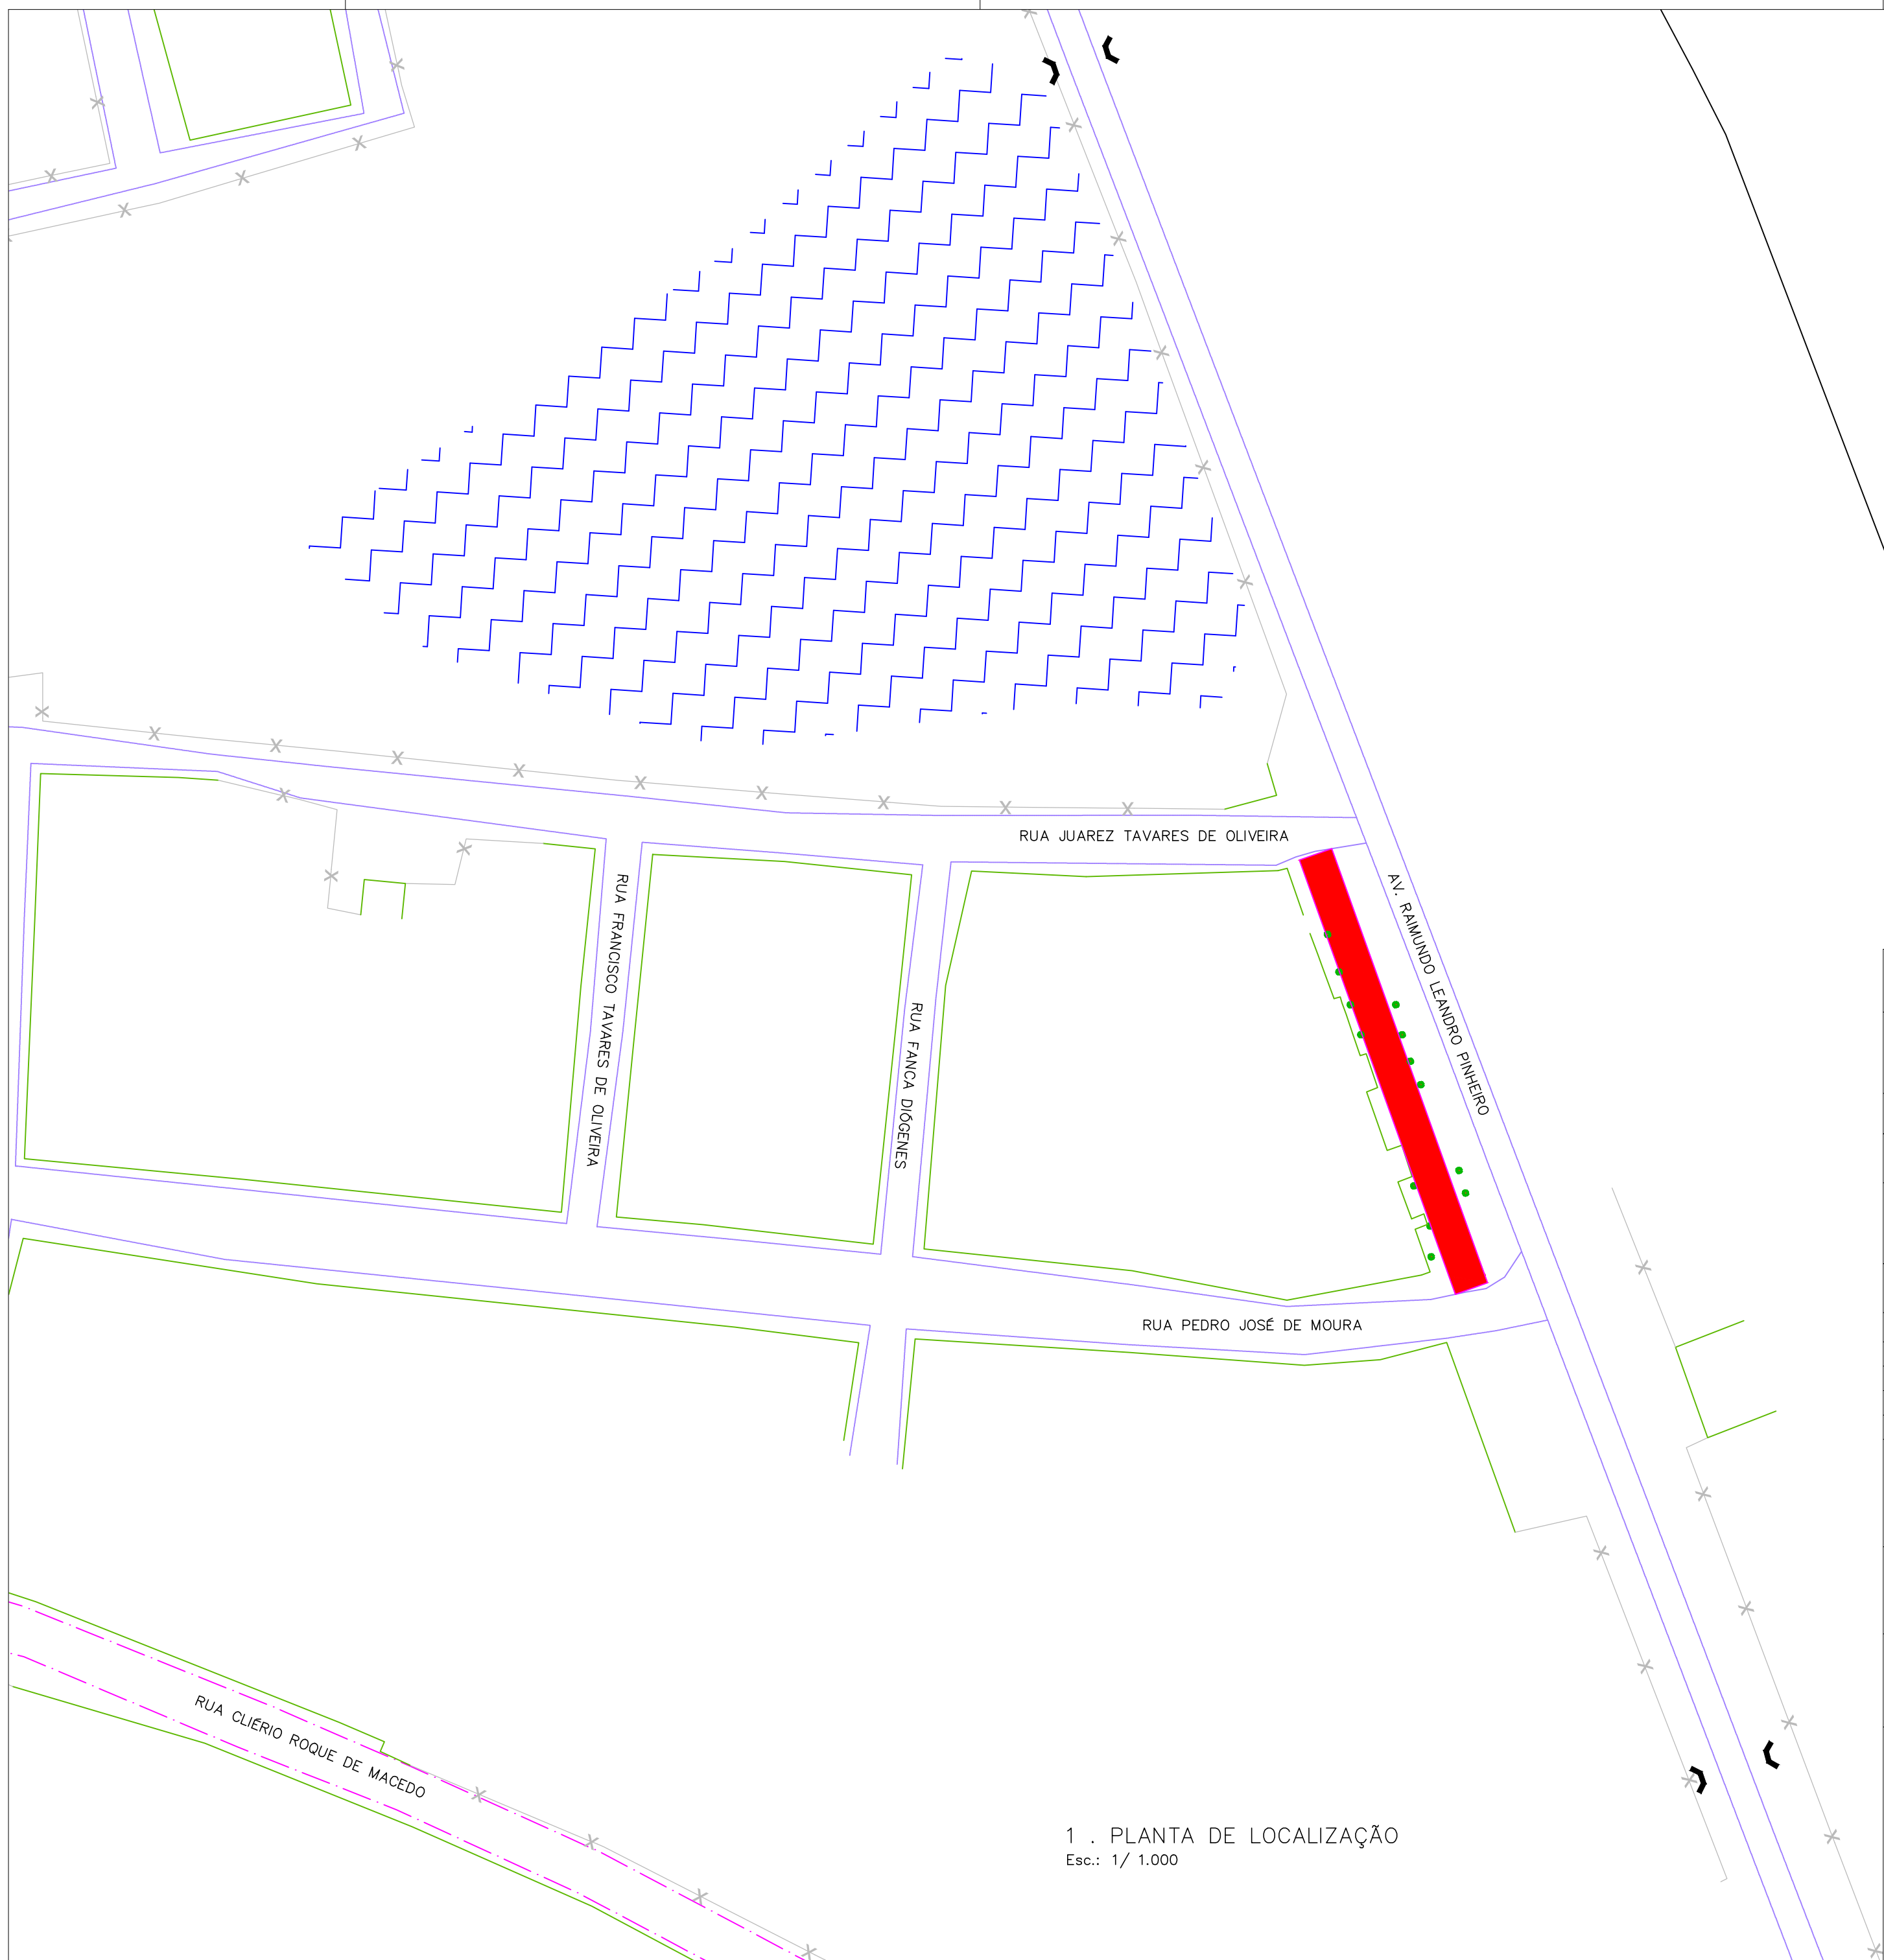 RUA JUAREZ TAVARES DE OLIVEIRA
AV. RAIMUNDO LEANDRO PINHEIRO
RUA FRANCISCO TAVARES DE OLIVEIRA
RUA FANCA DIÓGENES
RUA PEDRO JOSÉ DE MOURA
RUA CLIÉRIO ROQUE DE MACEDO
1 . PLANTA DE LOCALIZAÇÃO
Esc.: 1/ 1.000